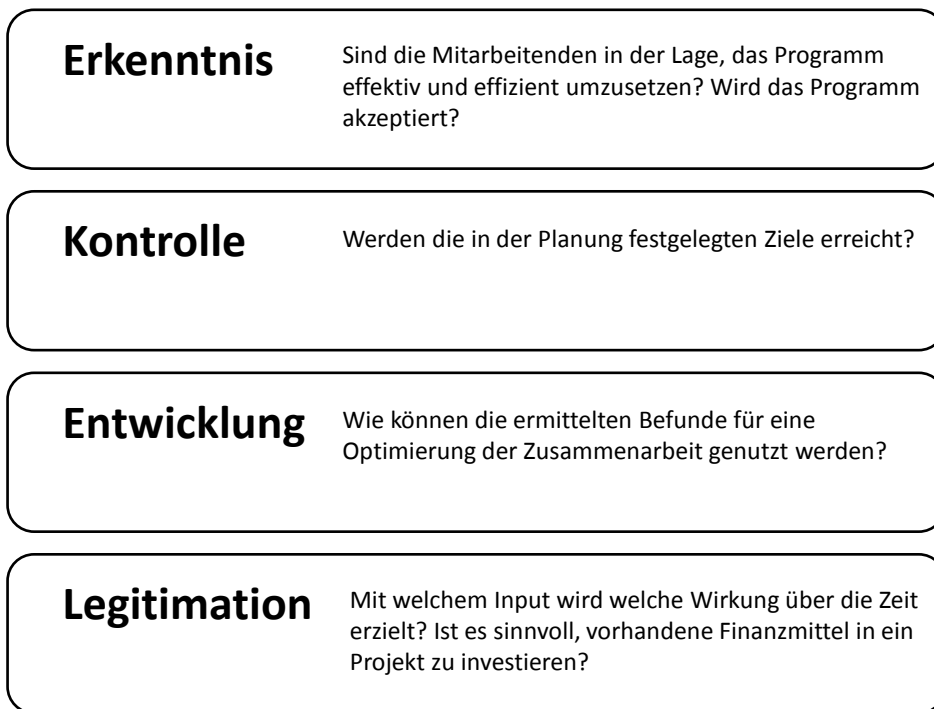 Erkenntnis
Sind die Mitarbeitenden in der Lage, das Programm
effektiv und effizient umzusetzen? Wird das Programm
akzeptiert?
Kontrolle
Werden die in der Planung festgelegten Ziele erreicht?
Entwicklung
Wie können die ermittelten Befunde für eine
Optimierung der Zusammenarbeit genutzt werden?
Legitimation
Mit welchem Input wird welche Wirkung über die Zeit
erzielt? Ist es sinnvoll, vorhandene Finanzmittel in ein
Projekt zu investieren?